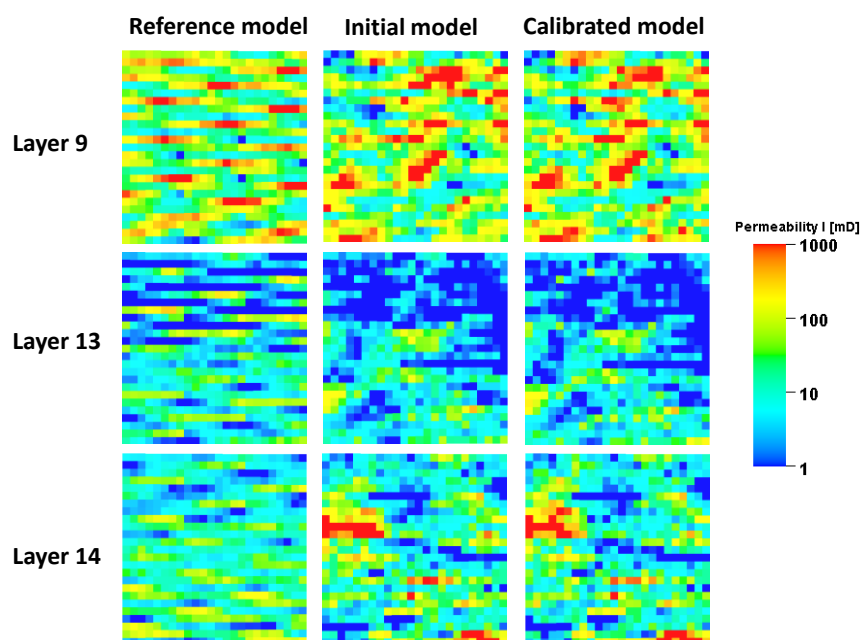 Reference model Initial model Calibrated model
Layer 9
Permeability I [mD]
1000
100
Layer 13
10
1
Layer 14